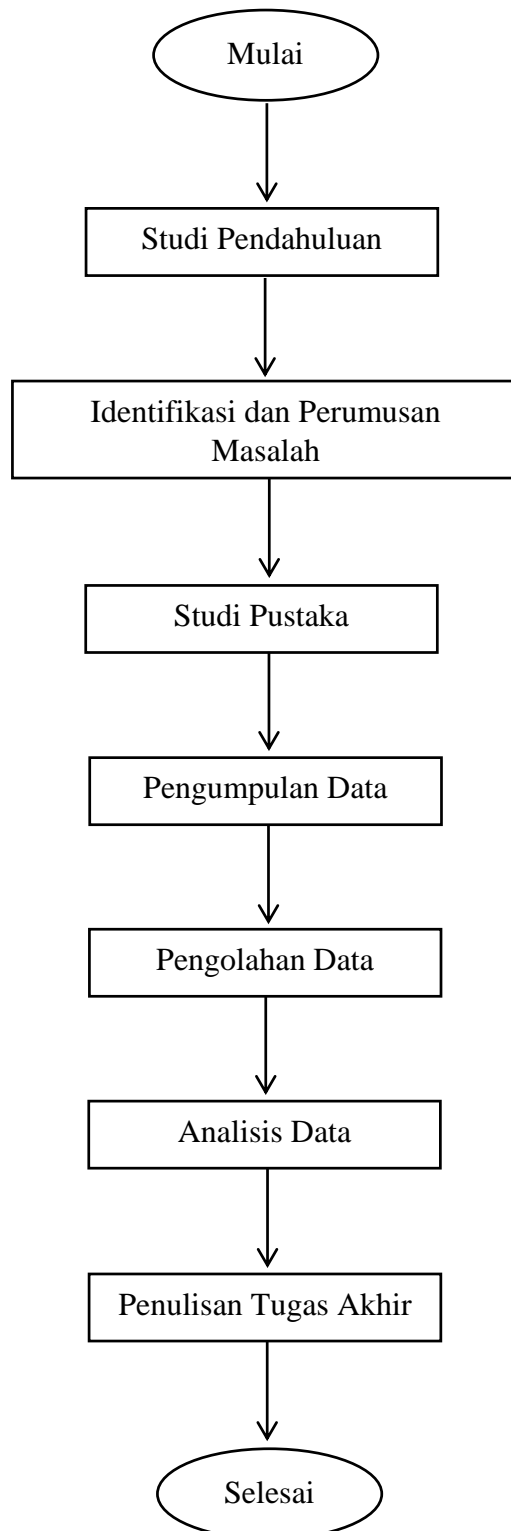 Mulai
Studi Pendahuluan
Identifikasi dan Perumusan
Masalah
Studi Pustaka
Pengumpulan Data
Pengolahan Data
Analisis Data
Penulisan Tugas Akhir
Selesai